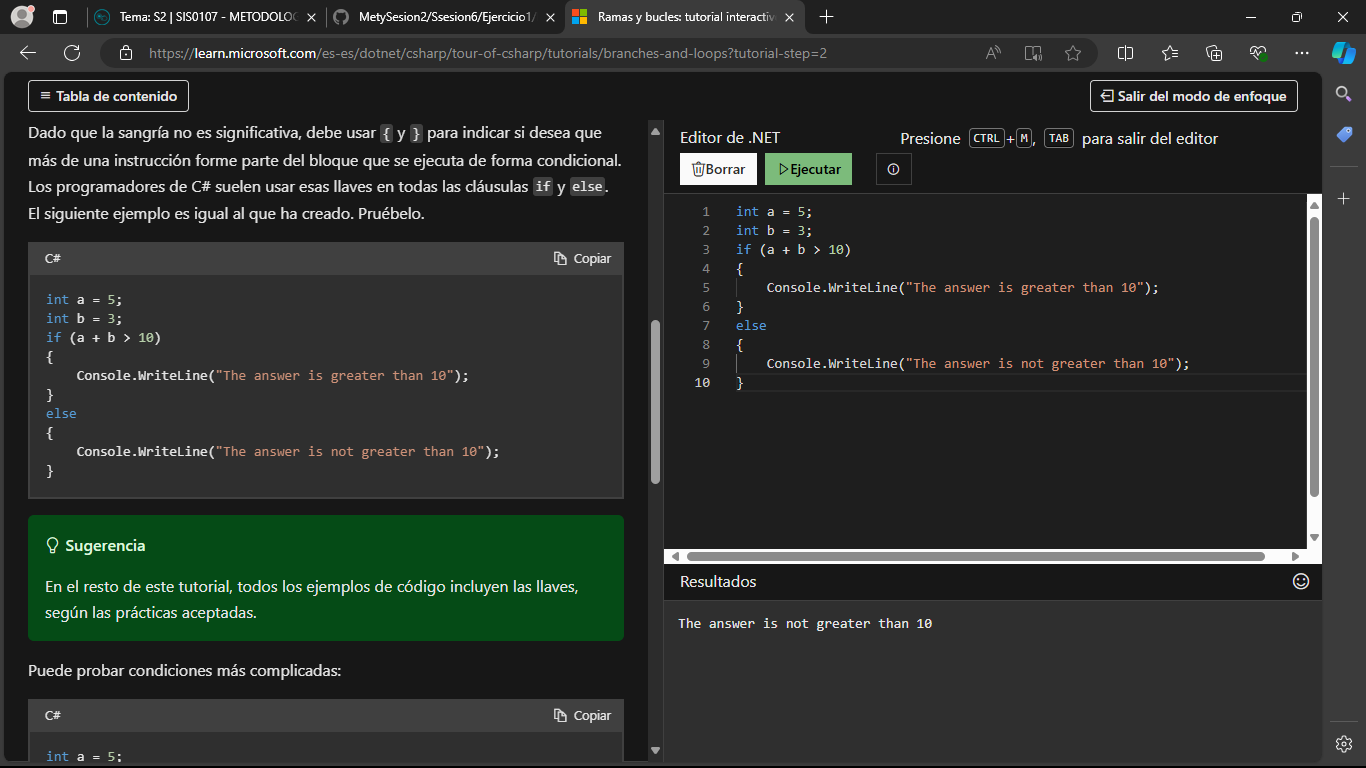 Tema: S2 | SIS0107 - METODOLOG
MetySesion2/Ssesion6/Ejercicio1/
Ramas y bucles: tutorial interactiv
https://learn.microsoft.com/es-es/dotnet/csharp/tour-of-csharp/tutorials/branches-and-loops?tutorial-step=2
Tabla de contenido
Salir del modo de enfoque
Dado que la sangría no es significativa, debe usar { y } para indicar si desea que
más de una instrucción forme parte del bloque que se ejecuta de forma condicional.
Los programadores de C# suelen usar esas llaves en todas las cláusulas if y else.
El siguiente ejemplo es igual al que ha creado. Pruébelo.
C#
Copiar
int a = 5;
int b = 3;
if (a + b > 10)
{
    Console.WriteLine("The answer is greater than 10");
}
else
{
    Console.WriteLine("The answer is not greater than 10");
}
Sugerencia
En el resto de este tutorial, todos los ejemplos de código incluyen las llaves,
según las prácticas aceptadas.
Puede probar condiciones más complicadas:
C#
Copiar
int a = 5;
Editor de .NET
Presione CTRL+M, TAB para salir del editor
Borrar
Ejecutar
1 int a = 5;
2 int b = 3;
3 if (a + b > 10)
4 {
5     Console.WriteLine("The answer is greater than 10");
6 }
7 else
8 {
9     Console.WriteLine("The answer is not greater than 10");
10 }
Resultados
The answer is not greater than 10